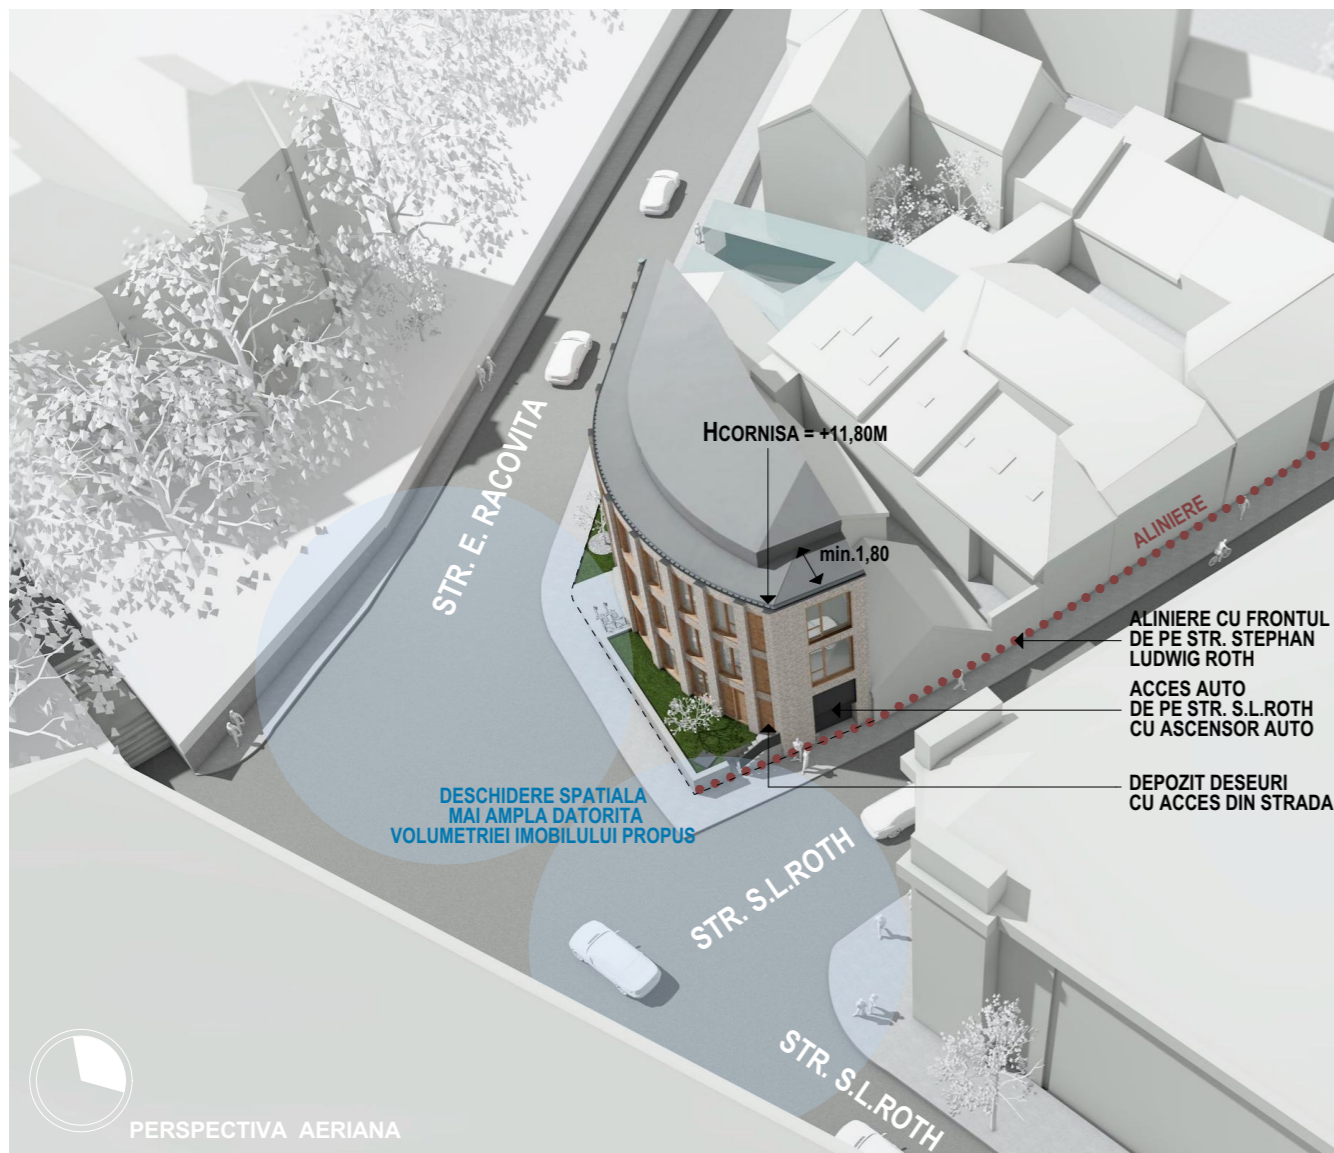 HCORNISA = +11,80M
STR. E. RACOVITA
min.1,80
ALINIERE
ALINIERE CU FRONTUL
DE PE STR. STEPHAN
LUDWIG ROTH
ACCES AUTO
DE PE STR. S.L.ROTH
CU ASCENSOR AUTO
DEPOZIT DESEURI
CU ACCES DIN STRADA
DESCHIDERE SPATIALA
MAI AMPLA DATORITA
VOLUMETRIEI IMOBILULUI PROPUS
STR. S.L.ROTH
STR. S.L.ROTH
PERSPECTIVA AERIANA